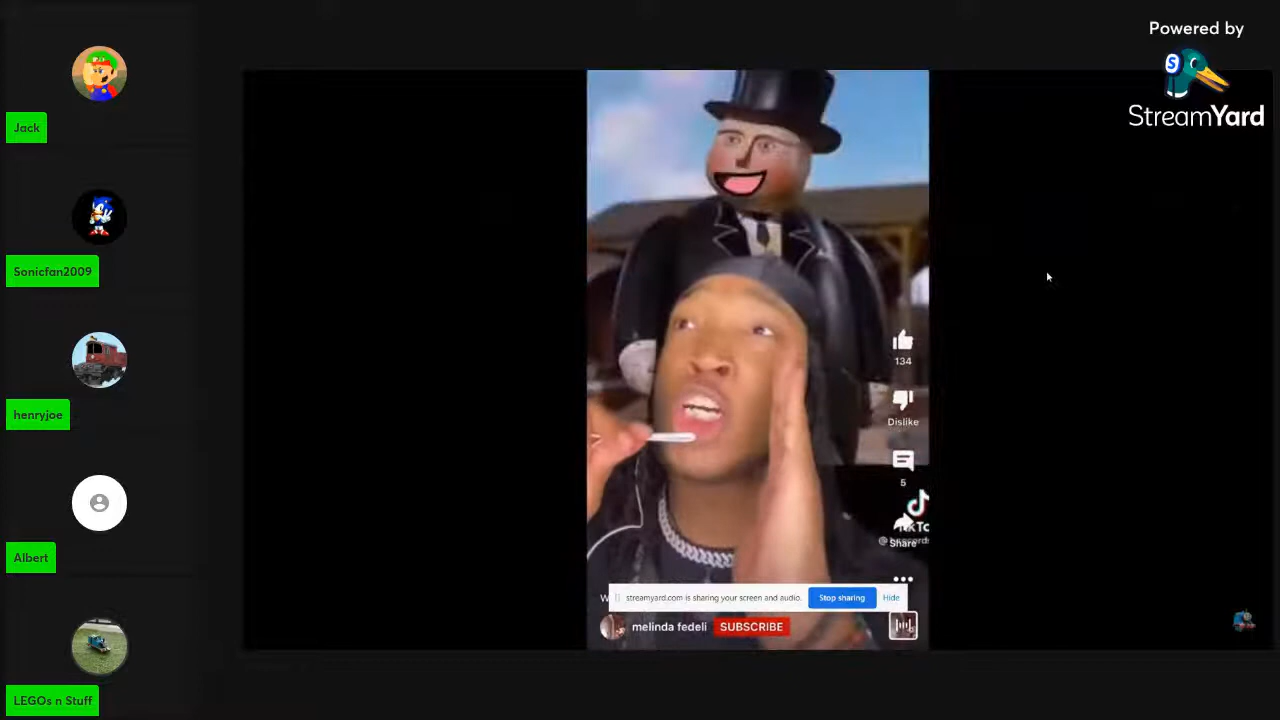 Powered by
StreamYard
Jack
Sonicfan2009
henryjoe
Albert
LEGOs n Stuff
134
Dislike
5
Share
streamyard.com is sharing your screen and audio.
Stop sharing
Hide
melinda fedeli
SUBSCRIBE